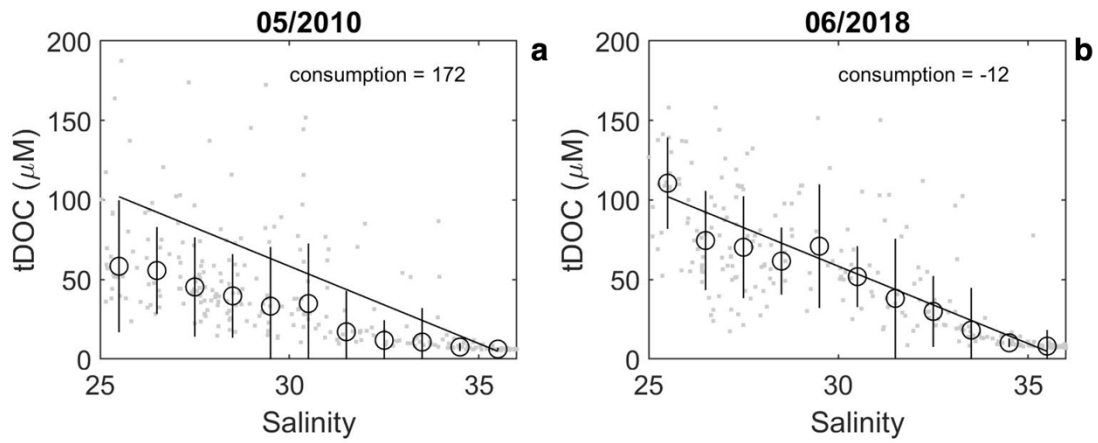 05/2010
a
consumption = 172
tDOC (μM)
200
150
100
50
0
25
30
35
Salinity
06/2018
b
consumption = -12
tDOC (μM)
200
150
100
50
0
25
30
35
Salinity